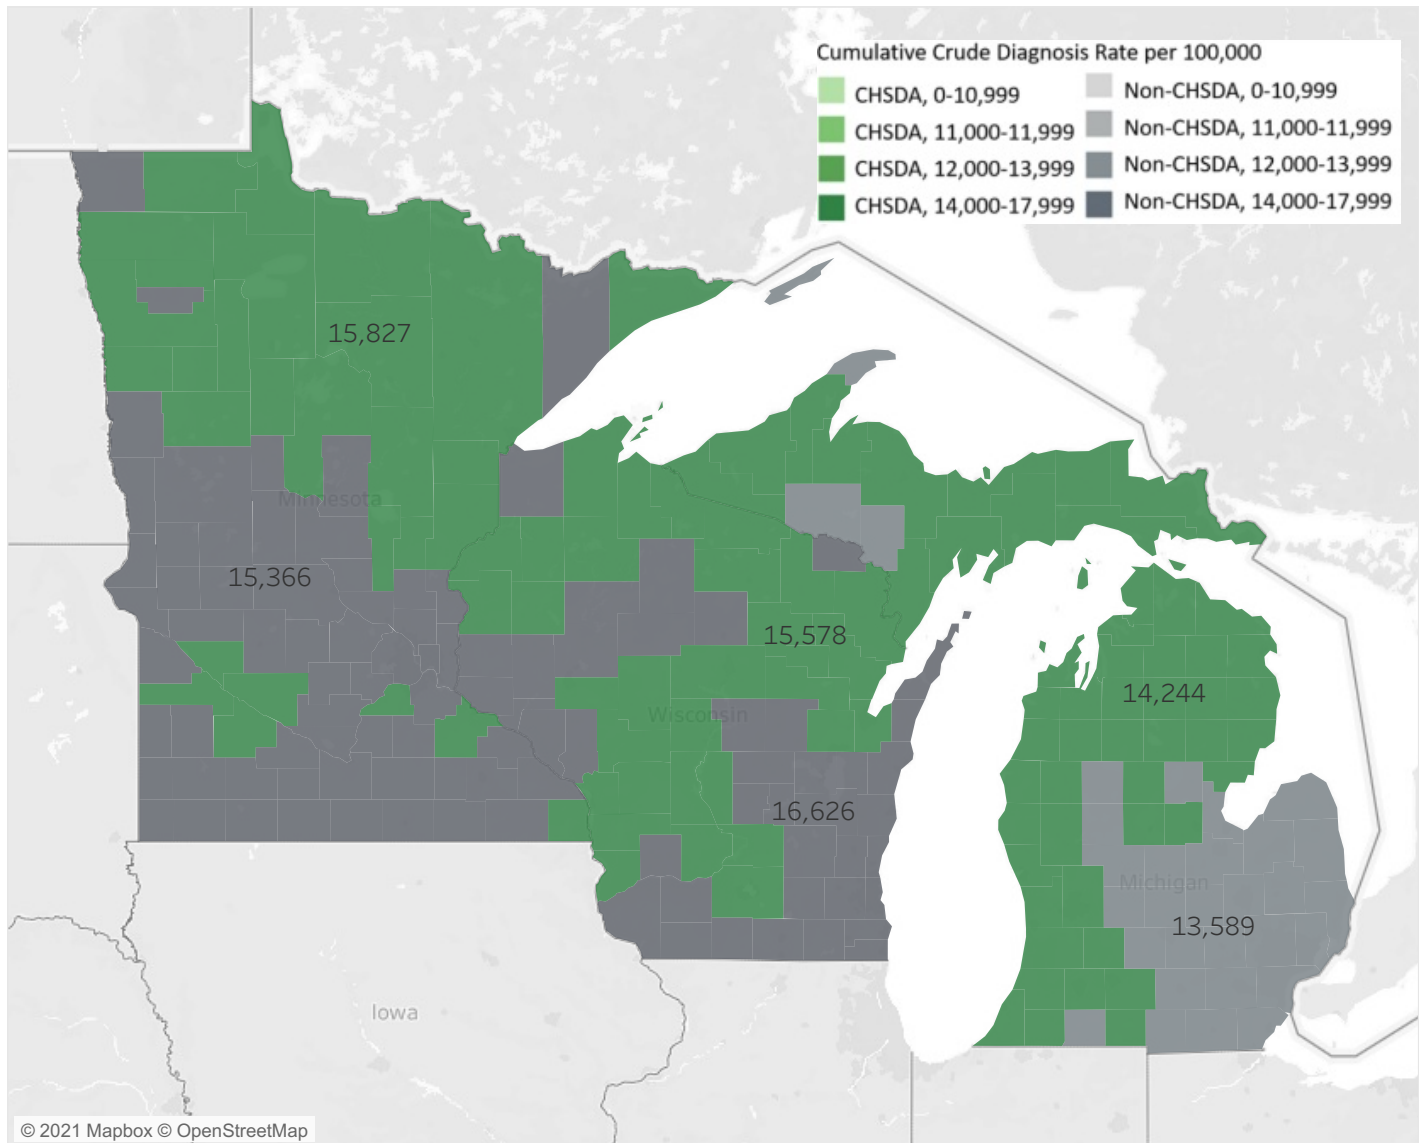 Cumulative Crude Diagnosis Rate per 100,000
CHSDA, 0-10,999
CHSDA, 11,000-11,999
CHSDA, 12,000-13,999
CHSDA, 14,000-17,999
Non-CHSDA, 0-10,999
Non-CHSDA, 11,000-11,999
Non-CHSDA, 12,000-13,999
Non-CHSDA, 14,000-17,999
15,827
Minnesota
15,366
15,578
14,244
Wisconsin
16,626
Michigan
13,589
Iowa
© 2021 Mapbox © OpenStreetMap